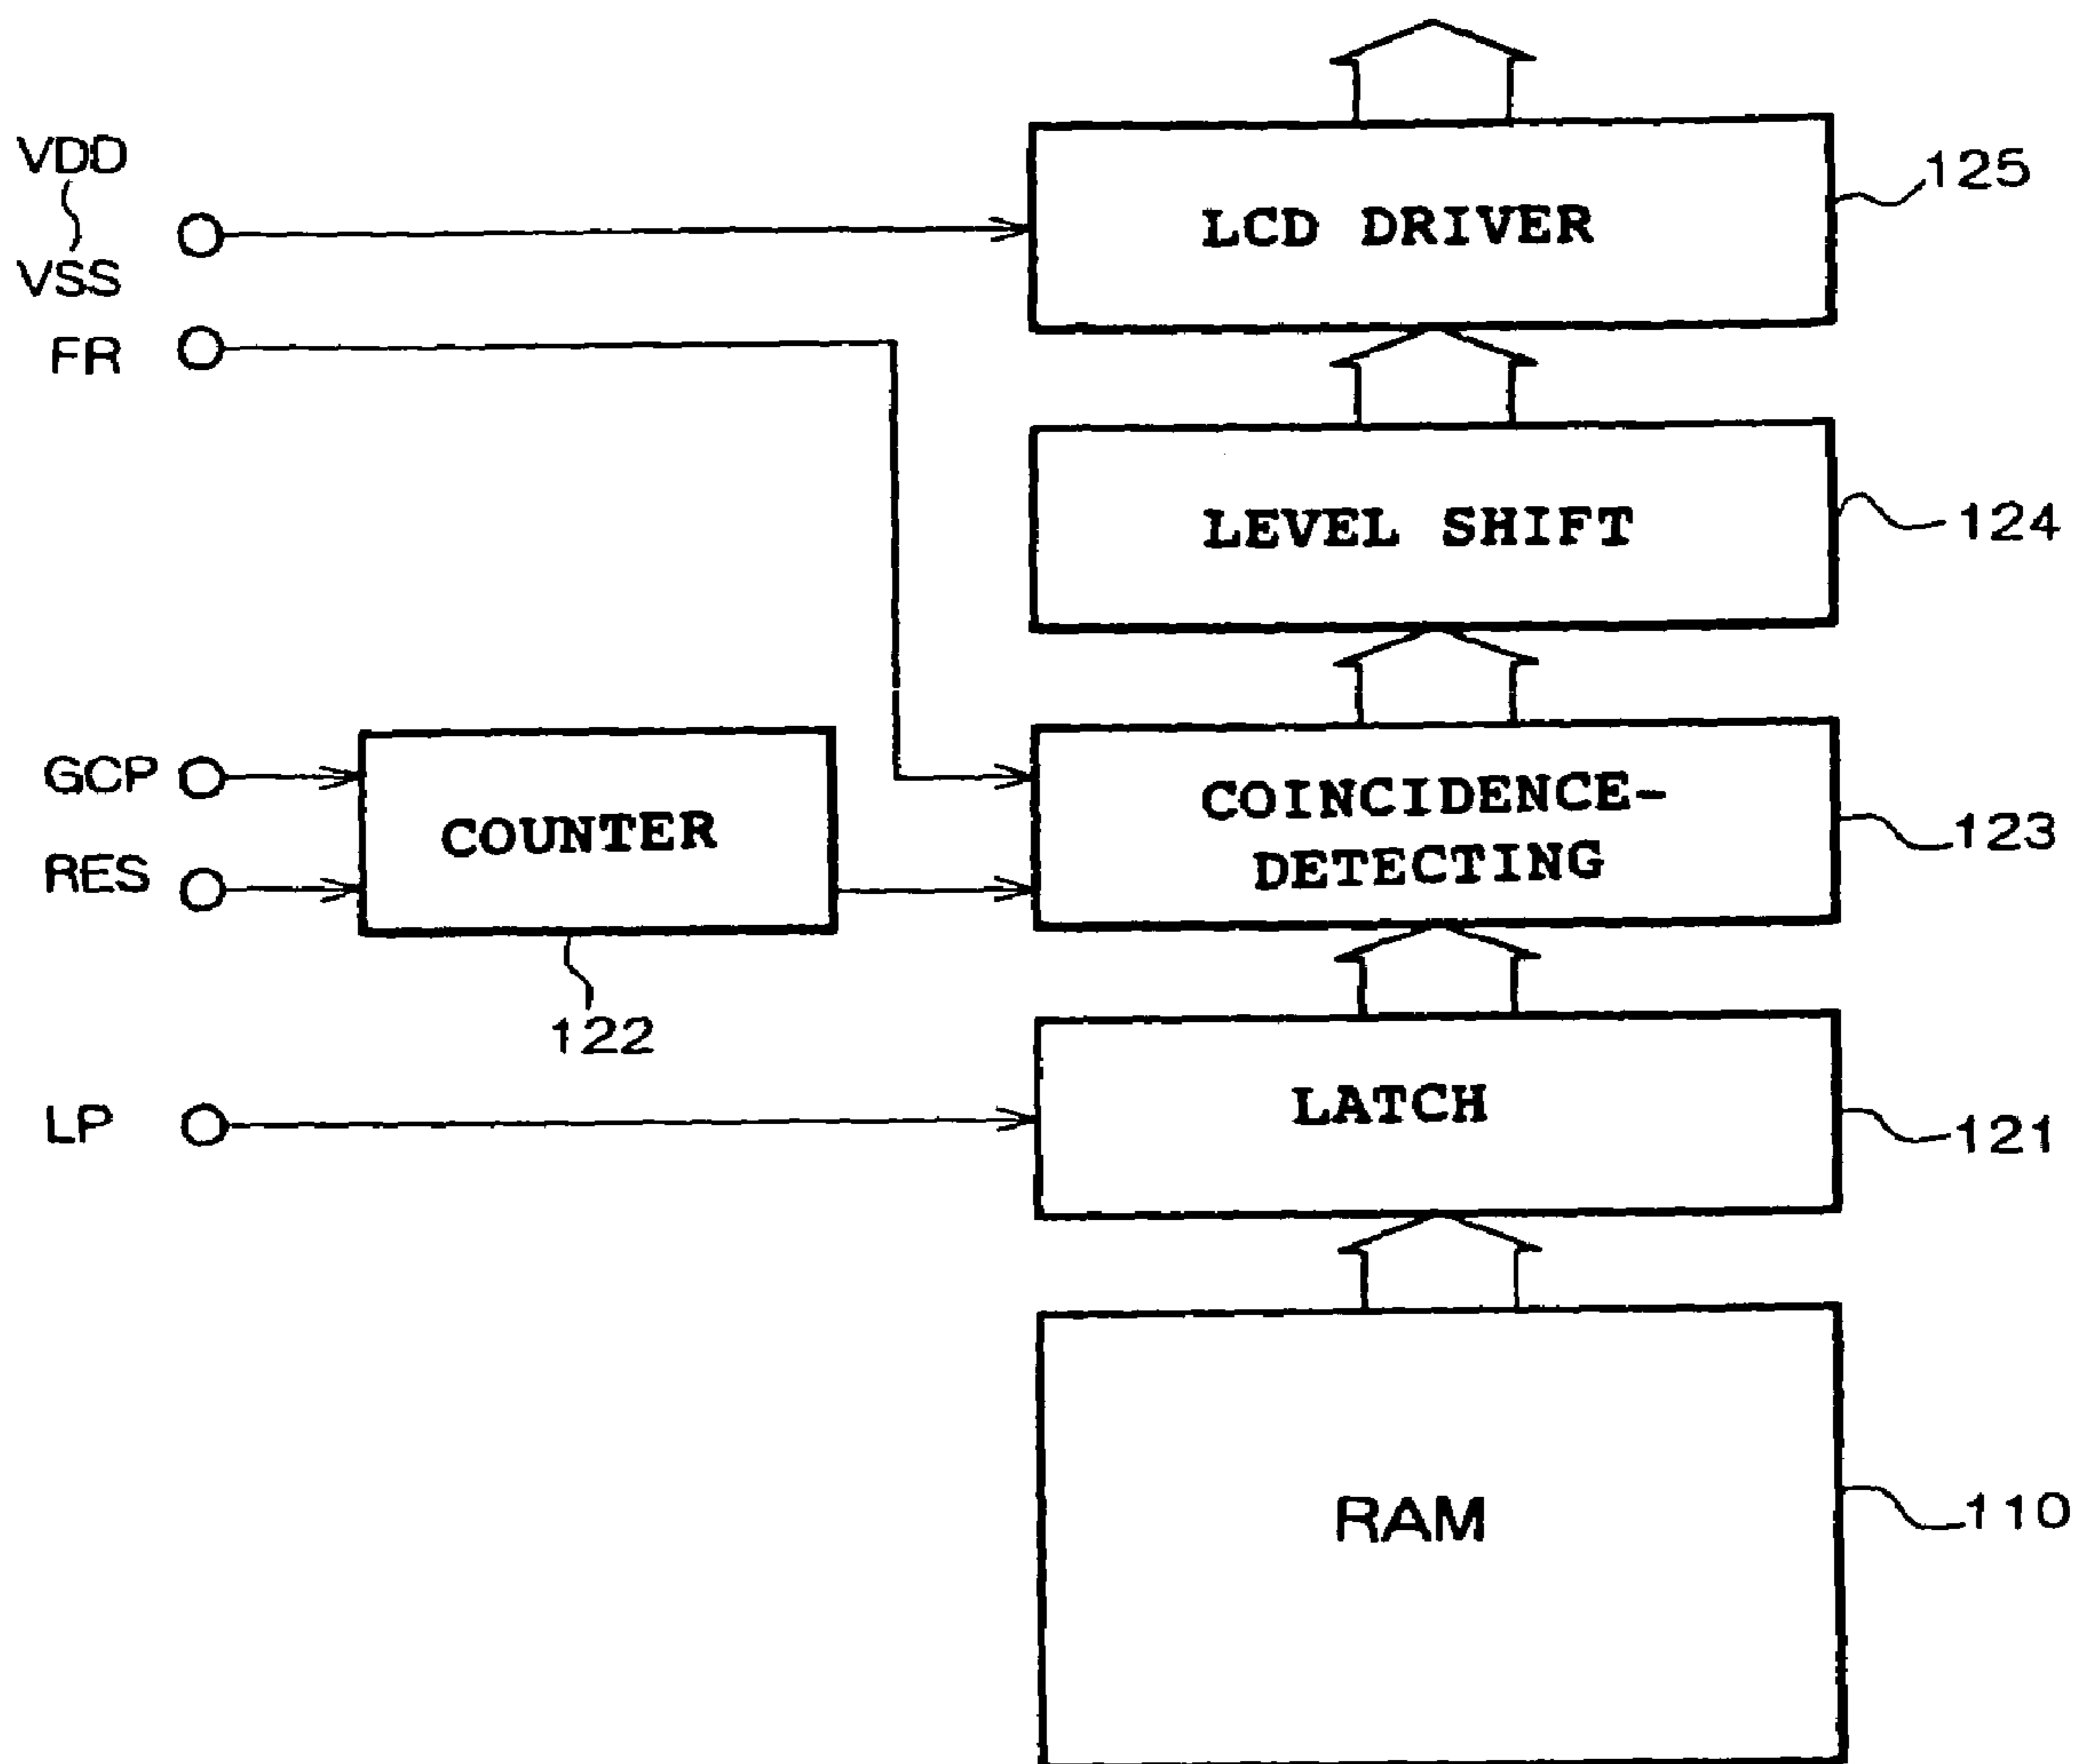 VDD
125
LCD DRIVER
VSS
FR
LEVEL SHIFT
124
GCP
COINCIDENCE-
DETECTING
COUNTER
123
RES
122
LATCH
LP
121
RAM
110